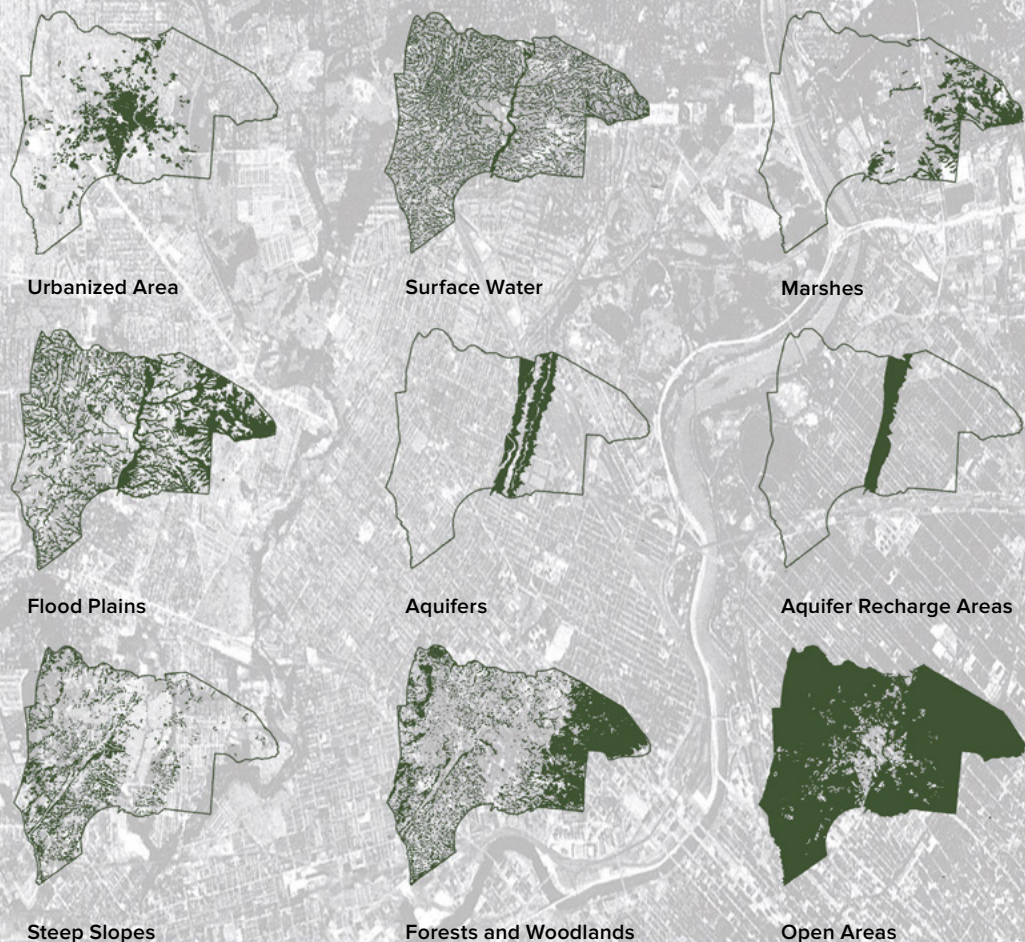 Urbanized Area
Surface Water
Marshes
Flood Plains
Aquifers
Aquifer Recharge Areas
Steep Slopes
Forests and Woodlands
Open Areas